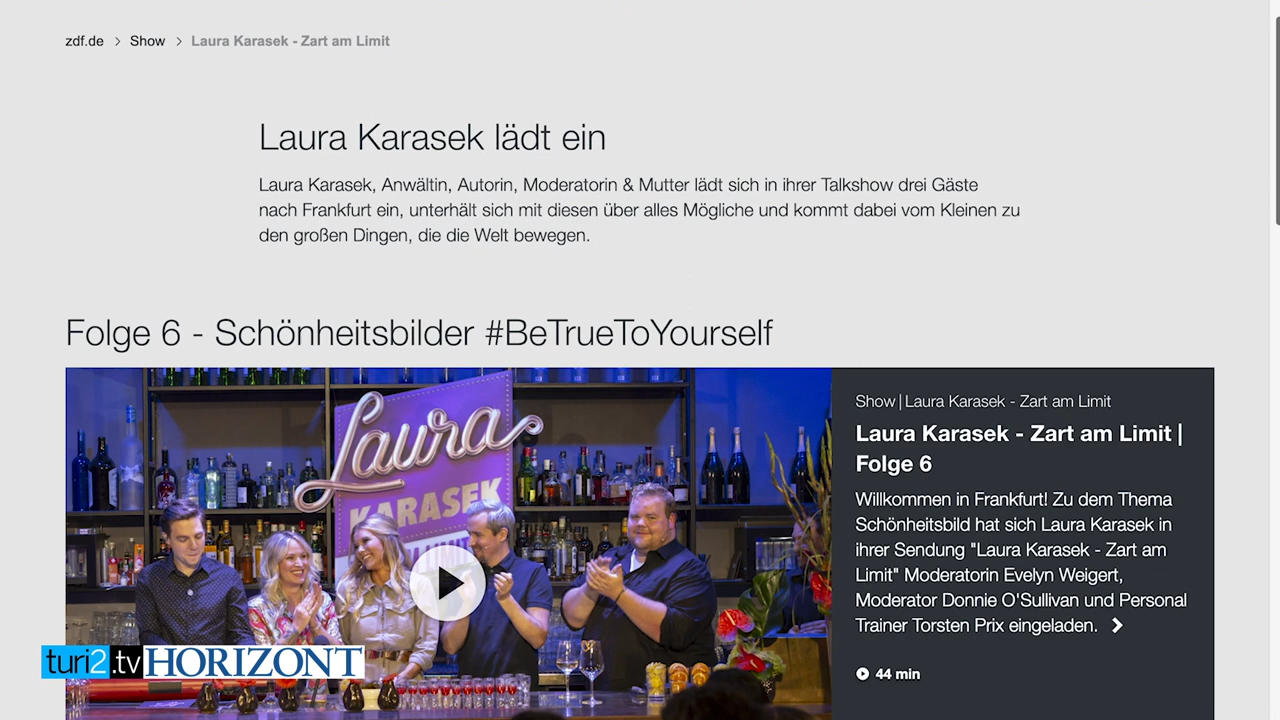 zdf.de > Show > Laura Karasek - Zart am Limit
Laura Karasek lädt ein
Laura Karasek, Anwältin, Autorin, Moderatorin & Mutter lädt sich in ihrer Talkshow drei Gäste
nach Frankfurt ein, unterhält sich mit diesen über alles Mögliche und kommt dabei vom Kleinen zu
den großen Dingen, die die Welt bewegen.
Folge 6 - Schönheitsbilder #BeTrueToYourself
Laura
KARASEK
Show | Laura Karasek - Zart am Limit
Laura Karasek - Zart am Limit |
Folge 6
Willkommen in Frankfurt! Zu dem Thema
Schönheitsbild hat sich Laura Karasek in
ihrer Sendung "Laura Karasek - Zart am
Limit" Moderatorin Evelyn Weigert,
Moderator Donnie O'Sullivan und Personal
Trainer Torsten Prix eingeladen.
44 min
turi2.tv HORIZONT